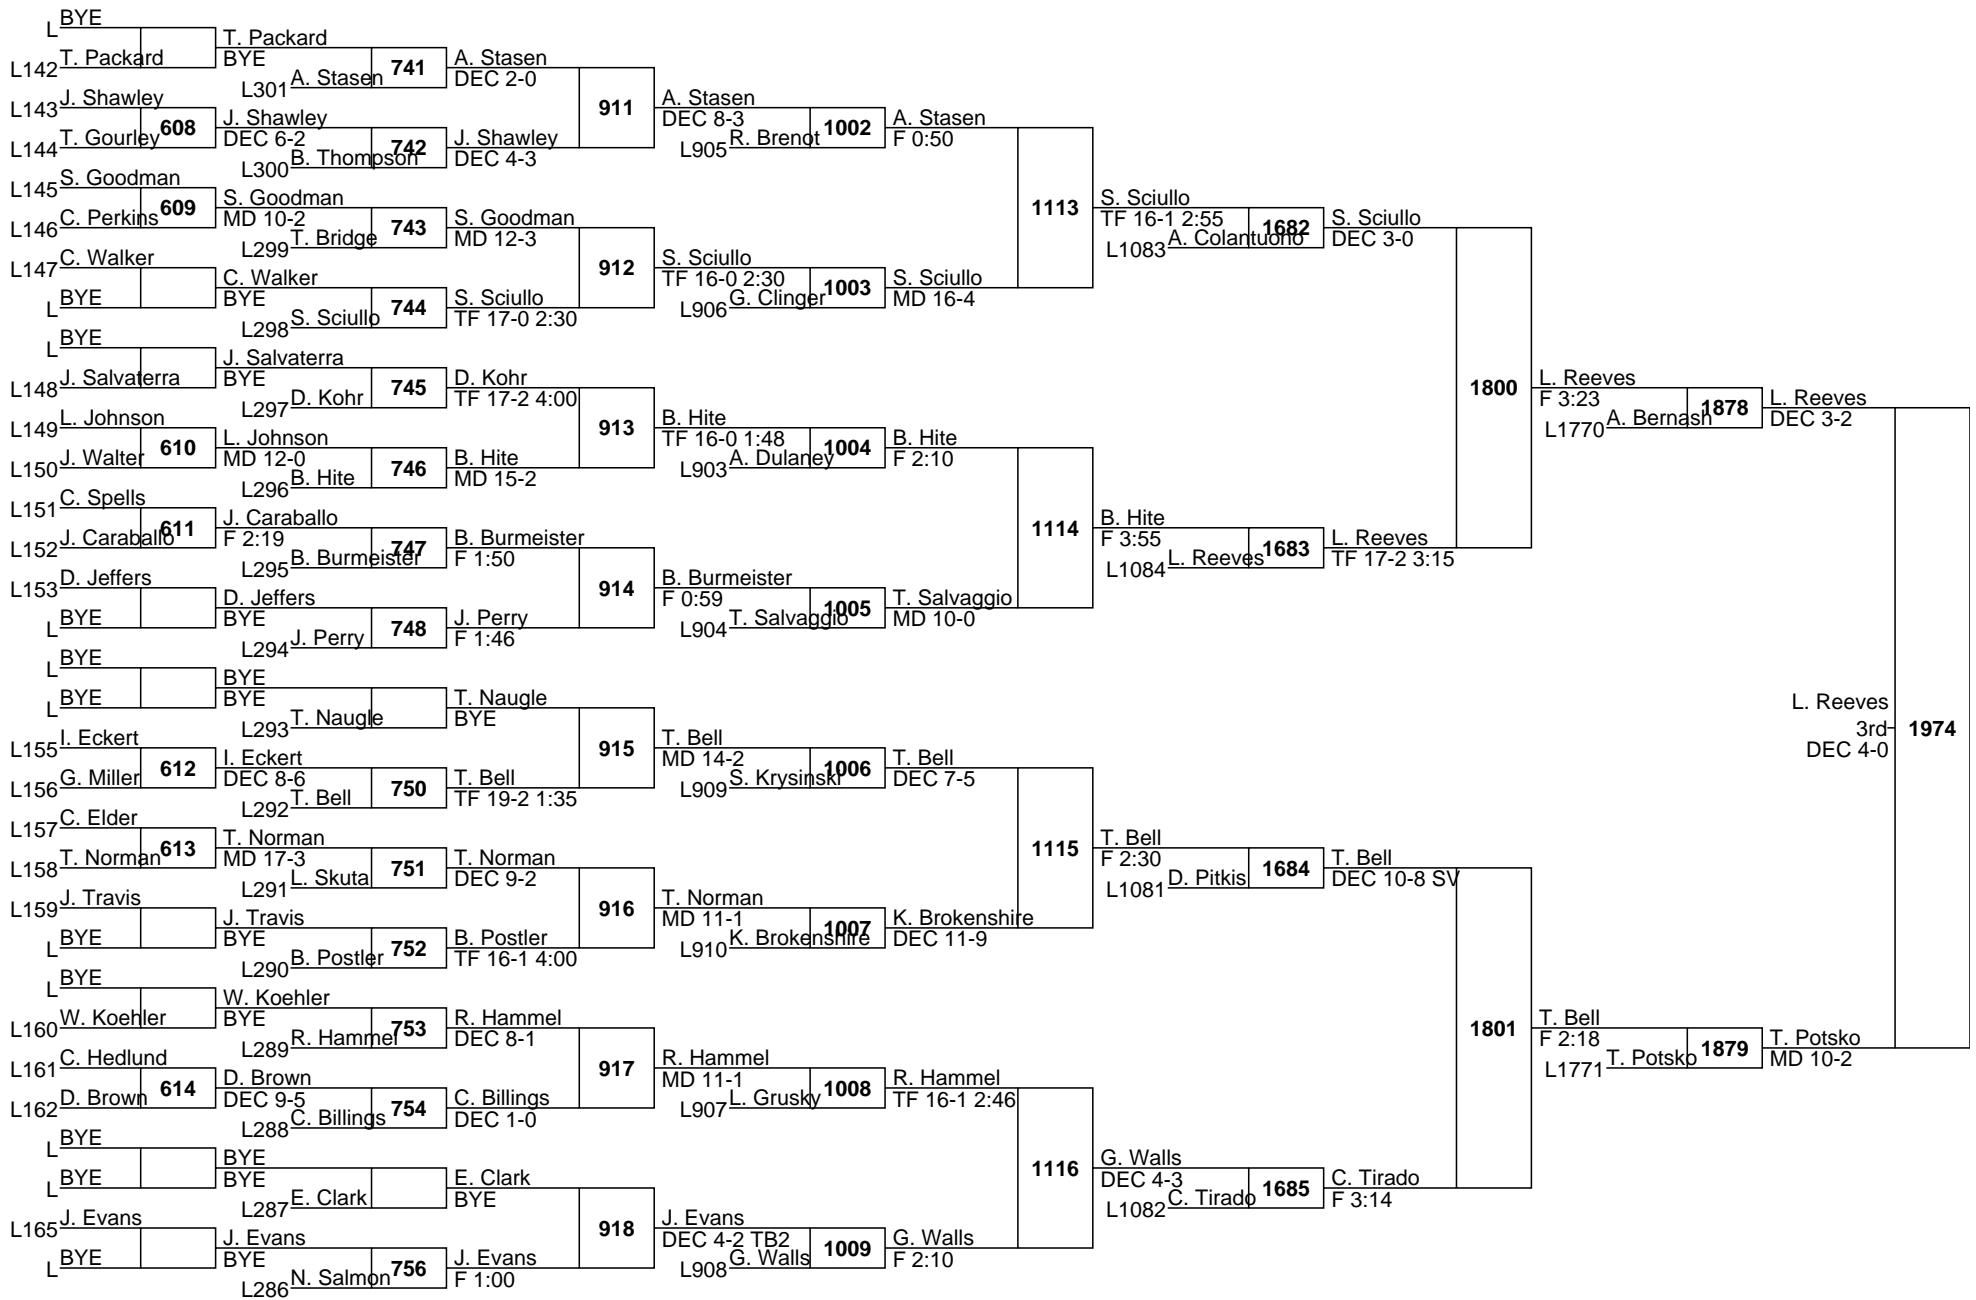 BYE
L
T. Packard
L142 T. Packard
BYE
741
A. Stasen
L301 A. Stasen
DEC 2-0
L143 J. Shawley
911
A. Stasen
608
J. Shawley
DEC 8-3
1002
A. Stasen
L144 T. Gourley
DEC 6-2
742
J. Shawley
L905 R. Brenot
F 0:50
L300 B. Thompson
DEC 4-3
L145 S. Goodman
609
S. Goodman
1113
S. Sciullo
L146 C. Perkins
MD 10-2
743
S. Goodman
TF 16-1 2:55
1682
S. Sciullo
L299 T. Bridge
MD 12-3
L1083 A. Colantuono
DEC 3-0
L147 C. Walker
912
S. Sciullo
C. Walker
TF 16-0 2:30
1003
S. Sciullo
L BYE
BYE
744
S. Sciullo
L906 G. Clinger
MD 16-4
L298 S. Sciullo
TF 17-0 2:30
L BYE
J. Salvaterra
L148 J. Salvaterra
BYE
745
D. Kohr
1800
L. Reeves
L297 D. Kohr
TF 17-2 4:00
F 3:23
1878
L. Reeves
L149 L. Johnson
913
B. Hite
L1770 A. Bernash
DEC 3-2
610
L. Johnson
TF 16-0 1:48
1004
B. Hite
L150 J. Walter
MD 12-0
746
B. Hite
L903 A. Dulaney
F 2:10
L296 B. Hite
MD 15-2
L151 C. Spells
611
J. Caraballo
1114
B. Hite
L152 J. Caraballo
F 2:19
747
B. Burmeister
F 3:55
1683
L. Reeves
L295 B. Burmeister
F 1:50
L1084 L. Reeves
TF 17-2 3:15
L153 D. Jeffers
914
B. Burmeister
D. Jeffers
F 0:59
1005
T. Salvaggio
L BYE
BYE
748
J. Perry
L904 T. Salvaggio
MD 10-0
L294 J. Perry
F 1:46
L BYE
BYE
L BYE
BYE
T. Naugle
L293 T. Naugle
BYE
L. Reeves
3rd
1974
DEC 4-0
L155 I. Eckert
915
T. Bell
612
I. Eckert
MD 14-2
1006
T. Bell
L156 G. Miller
DEC 8-6
750
T. Bell
L909 S. Krysinski
DEC 7-5
L292 T. Bell
TF 19-2 1:35
L157 C. Elder
613
T. Norman
1115
T. Bell
L158 T. Norman
MD 17-3
751
T. Norman
F 2:30
1684
T. Bell
L291 L. Skuta
DEC 9-2
L1081 D. Pitkis
DEC 10-8 SV
L159 J. Travis
916
T. Norman
J. Travis
MD 11-1
1007
K. Brokenshire
L BYE
BYE
752
B. Postler
L910 K. Brokenshire
DEC 11-9
L290 B. Postler
TF 16-1 4:00
L BYE
W. Koehler
L160 W. Koehler
BYE
753
R. Hammel
1801
T. Bell
L289 R. Hammel
DEC 8-1
F 2:18
1879
T. Potsko
L161 C. Hedlund
917
R. Hammel
L1771 T. Potsko
MD 10-2
614
D. Brown
MD 11-1
1008
R. Hammel
L162 D. Brown
DEC 9-5
754
C. Billings
L907 L. Grusky
TF 16-1 2:46
L288 C. Billings
DEC 1-0
L BYE
BYE
1116
G. Walls
L BYE
BYE
E. Clark
DEC 4-3
1685
C. Tirado
L287 E. Clark
BYE
L1082 C. Tirado
F 3:14
L165 J. Evans
918
J. Evans
J. Evans
DEC 4-2 TB2
1009
G. Walls
L BYE
BYE
756
J. Evans
L908 G. Walls
F 2:10
L286 N. Salmon
F 1:00